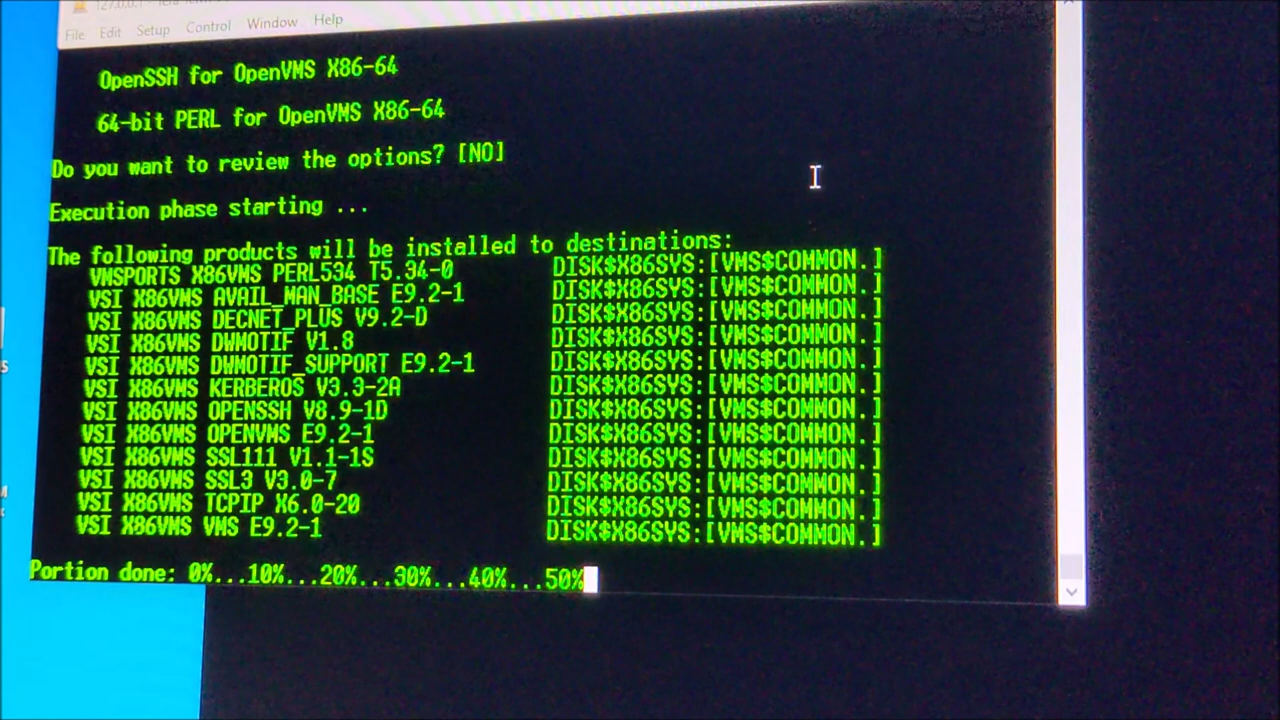 127.0.0.1
File Edit Setup Control Window Help
OpenSSH for OpenVMS X86-64
64-bit PERL for OpenVMS X86-64
Do you want to review the options? [NO]
Execution phase starting ...
The following products will be installed to destinations:
VMSPORTS X86VMS PERL534 T5.34-0 DISK$X86SYS:[VMS$COMMON.]
VSI X86VMS AVAIL_MAN_BASE E9.2-1 DISK$X86SYS:[VMS$COMMON.]
VSI X86VMS DECNET_PLUS V9.2-D DISK$X86SYS:[VMS$COMMON.]
VSI X86VMS DWMOTIF V1.8 DISK$X86SYS:[VMS$COMMON.]
VSI X86VMS DWMOTIF_SUPPORT E9.2-1 DISK$X86SYS:[VMS$COMMON.]
VSI X86VMS KERBEROS V3.3-2A DISK$X86SYS:[VMS$COMMON.]
VSI X86VMS OPENSSH V8.9-1D DISK$X86SYS:[VMS$COMMON.]
VSI X86VMS OPENVMS E9.2-1 DISK$X86SYS:[VMS$COMMON.]
VSI X86VMS SSL111 V1.1-1S DISK$X86SYS:[VMS$COMMON.]
VSI X86VMS SSL3 V3.0-7 DISK$X86SYS:[VMS$COMMON.]
VSI X86VMS TCPIP X6.0-20 DISK$X86SYS:[VMS$COMMON.]
VSI X86VMS VMS E9.2-1 DISK$X86SYS:[VMS$COMMON.]
Portion done: 0%...10%...20%...30%...40%...50%